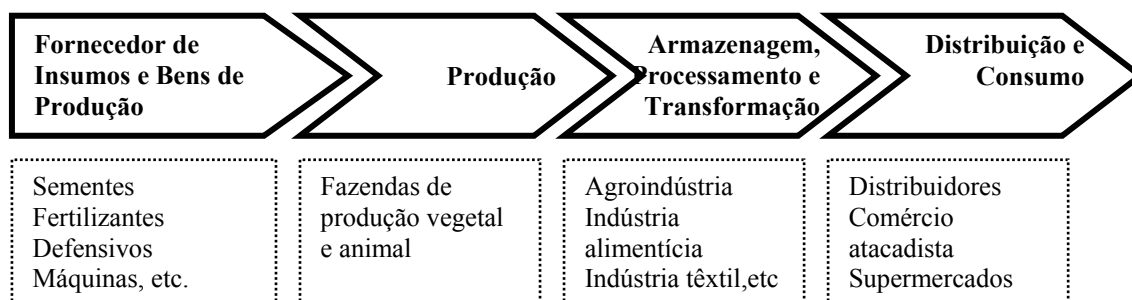 Fornecedor de
Insumos e Bens de
Produção
Produção
Armazenagem,
Processamento e
Transformação
Distribuição e
Consumo
Sementes
Fertilizantes
Defensivos
Máquinas, etc.
Fazendas de
produção vegetal
e animal
Agroindústria
Indústria
alimentícia
Indústria têxtil,etc
Distribuidores
Comércio
atacadista
Supermercados